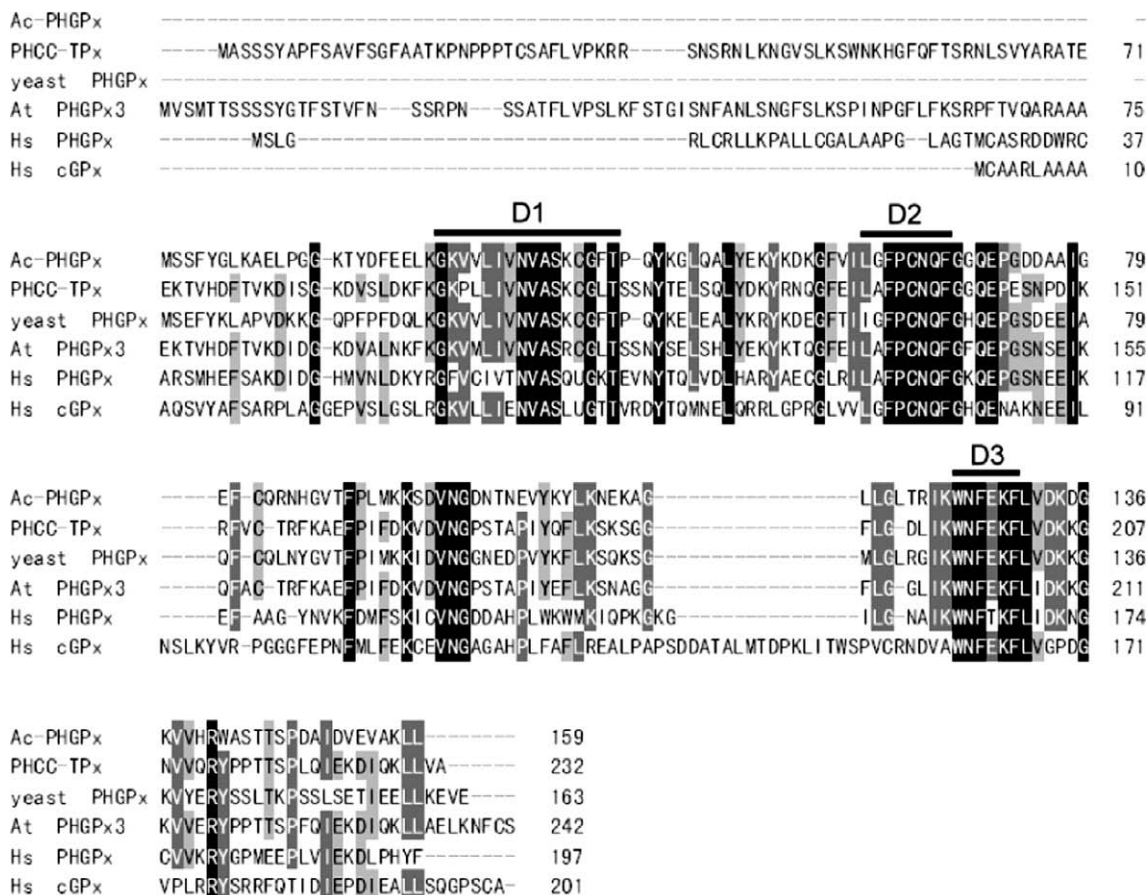 Ac-PHGPx -----------------------------------------------------------------------------------
PHCC-TPx -----MASSSSYAPFSAVFSGFAATKPNPPPTCSAFLVPKRR-----SNSRNLKNGVSLKSWNKHGFQFTSRNLSVYARATE 71
yeast PHGPx -----------------------------------------------------------------------------------
At PHGPx3 MVSMTTSSSSSYGTFSTVFN---SSRPN----SSATFLVPSLKFSTGISNFANLSNGFSLKSPINPGFLFKSRPFTVQARAAA 75
Hs PHGPx --------MSLG-----------------------------------RLCRLLKPALLCGALAAPG--LAGTMCASRDDWRC 37
Hs cGPx -------------------------------------------------------------------------MCAARLAAAA 10
D1 D2
Ac-PHGPx MSSFYGLKAELPGG-KTYDFEELKGKVVLIVNVASKCGFTP-QYKGLQALYEKYKDKGFVILGFPCNQFGGQEPGDDAAIG 79
PHCC-TPx EKTVHDFTVKDISG-KDVSLDKFKGKPLLIVNVASKCGFTSSNYTELSQLYDKYRNQGFEILAFPCNQFGGQEPESNPDIK 151
yeast PHGPx MSEFYKLAPVDKKG-QPFPFDQLKGKVVLIVNVASKCGFTP-QYKELEALYKRYKDEGFTIIGFPCNQFGHQEPGSDEEIA 79
At PHGPx3 EKTVHDFTVKDIDG-KDVALNKFKGKVMLIVNVASRCGLTSSNYSELSHLYEKYKTQGFEILAFPCNQFGFQEPGSNSEIK 155
Hs PHGPx ARSMHEFSAKDIDG-HMVNLDKYRGFVCIVTNVASQUGKTEVNYTQLVDLHARYAECGLRILAFPCNQFGKQEPGSNEEIK 117
Hs cGPx AQSVYAFSARPLAGGEPVSLGSLRGKVLLIENVASLUGTTVRDYTQMNELQRRLGPRGLVVLGFPCNQFGHQENAKNEEIL 91
D3
Ac-PHGPx -----EF-CQRNHGVTFPLMKKSDVNGDNTNEVYKYLKNEKAG------------------LLGLTRIKWNFEKFLVDKDG 136
PHCC-TPx -----RFVC-TRFKAEFPIFDKVDVNGPSTAPIYQFLKSKSGG------------------FLG-DLIKWNFEKFLVDKKG 207
yeast PHGPx -----QF-CQLNYGVTFPIMKKIDVNGGNEDPVYKFLKSQKSG------------------MLGLRGIKWNFEKFLVDKKG 136
At PHGPx3 -----QFACTRFKAEFPIFDKVDVNGPSTAPIYEFLKSNAGG------------------FLG-GLIKWNFEKFLIDKKG 211
Hs PHGPx -----EF-AAG-YNVKFDMFSKICVNGDDAHPLWKWMKIQPKGKG----------------ILG-NAIKWNFTKFLIDKNG 174
Hs cGPx NSLKYVR-PGGGFEPNFMLFEKCEVNGAGAHPLFAFLREALPAPSDDATALMTDPKLITWSPVCRNDVAWNFEKFLVGPDG 171
Ac-PHGPx KVVHRWASTTSPDAIDVEVAKLL-------- 159
PHCC-TPx NVVQRYPPTTSPLQIEKDIQKLLVA------ 232
yeast PHGPx KVYERYSSLTKPSSLSETIEELLKEVE---- 163
At PHGPx3 KVVERYPPTTSPFQIEKDIQKLLAELKNFCS 242
Hs PHGPx CVVKRYGPMEEPLVIEKDLPHYF-------- 197
Hs cGPx VPLRRYSRRFQTIDIEPDIEALLSQGPSCA- 201